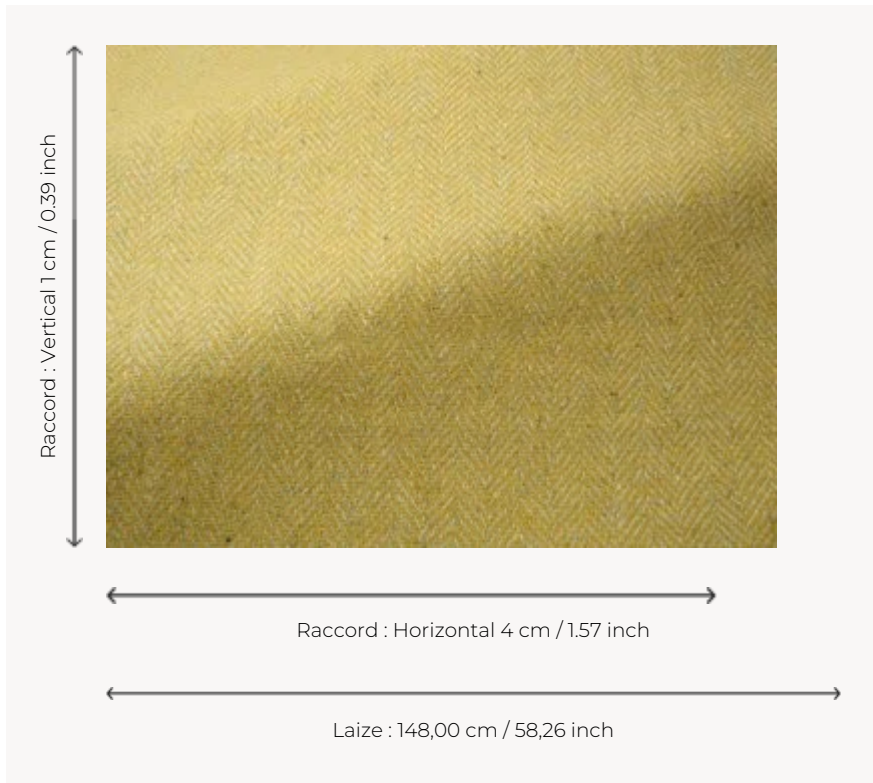 Raccord : Vertical 1 cm / 0.39 inch
Raccord : Horizontal 4 cm / 1.57 inch
Laize : 148,00 cm / 58,26 inch